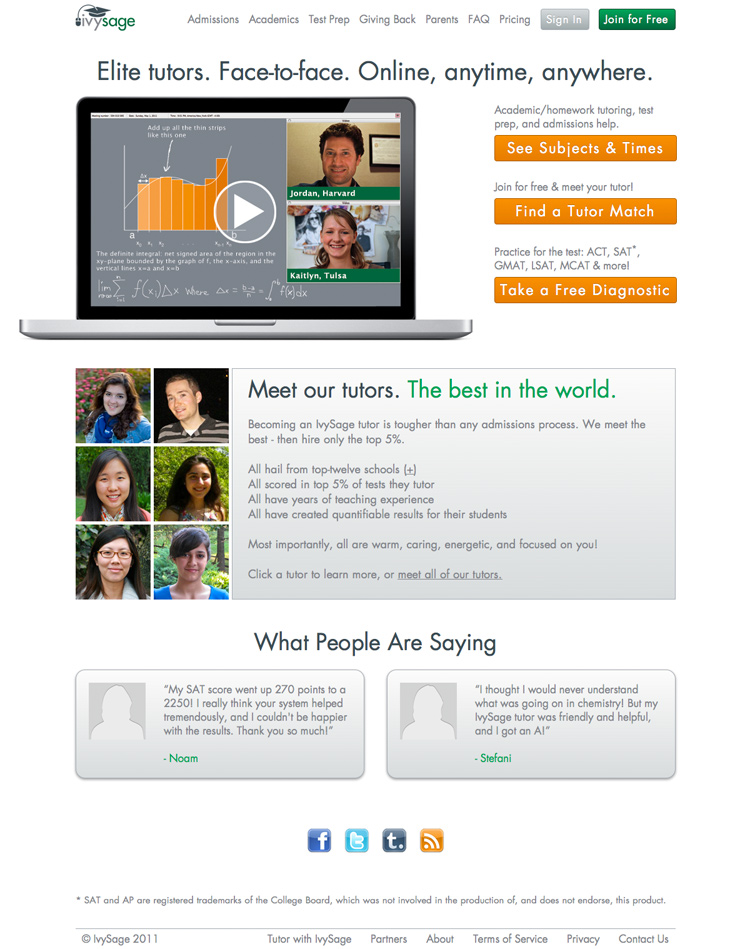 ivysage
Admissions Academics Test Prep Giving Back Parents FAQ Pricing Sign In Join for Free
Elite tutors. Face-to-face. Online, anytime, anywhere.
Add up all the thin strips
like this one
Δx
a b
x₀ x₁ x₂ . . . .
The definite integral: net signed area of the region in the
xy-plane bounded by the graph of f, the x-axis, and the
vertical lines x=a and x=b
f(xᵢ)Δx where Δx = b-a/n = ∫ f(x)dx
Jordan, Harvard
Kaitlyn, Tulsa
Academic/homework tutoring, test
prep, and admissions help.
See Subjects & Times
Join for free & meet your tutor!
Find a Tutor Match
Practice for the test: ACT, SAT*,
GMAT, LSAT, MCAT & more!
Take a Free Diagnostic
Meet our tutors. The best in the world.
Becoming an IvySage tutor is tougher than any admissions process. We meet the
best - then hire only the top 5%.
All hail from top-twelve schools (+)
All scored in top 5% of tests they tutor
All have years of teaching experience
All have created quantifiable results for their students
Most importantly, all are warm, caring, energetic, and focused on you!
Click a tutor to learn more, or meet all of our tutors.
What People Are Saying
“My SAT score went up 270 points to a
2250! I really think your system helped
tremendously, and I couldn't be happier
with the results. Thank you so much!”
- Noam
“I thought I would never understand
what was going on in chemistry! But my
IvySage tutor was friendly and helpful,
and I got an A!”
- Stefani
f t t.
* SAT and AP are registered trademarks of the College Board, which was not involved in the production of, and does not endorse, this product.
© IvySage 2011 Tutor with IvySage Partners About Terms of Service Privacy Contact Us